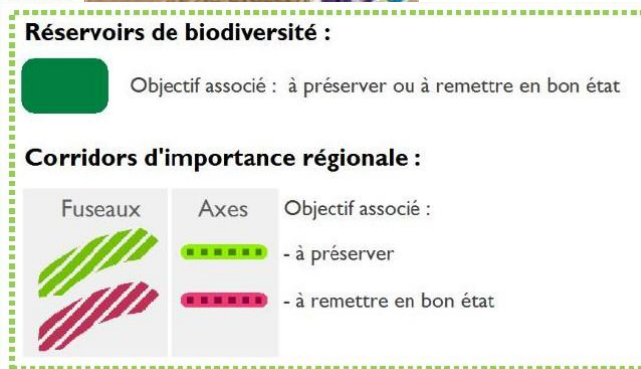 Réservoirs de biodiversité :
Objectif associé : à préserver ou à remettre en bon état
Corridors d'importance régionale :
Fuseaux Axes Objectif associé :
- à préserver
- à remettre en bon état